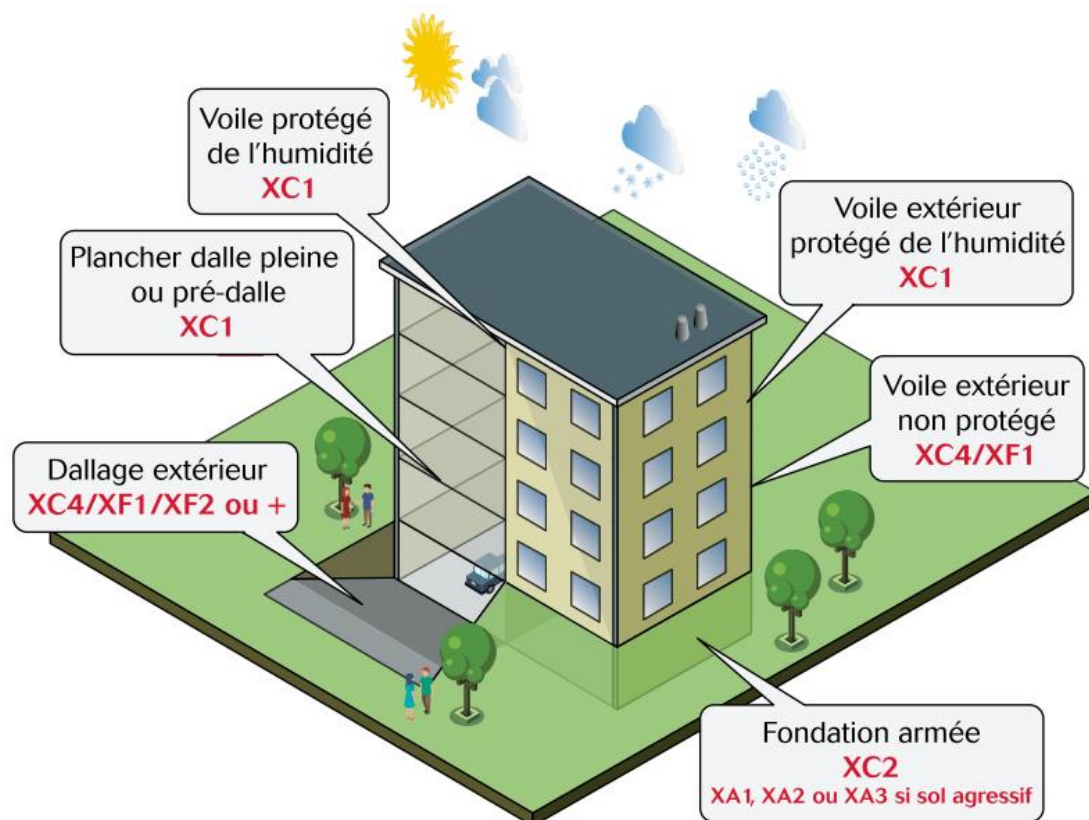 Voile protégé
de l'humidité
XC1
Plancher dalle pleine
ou pré-dalle
XC1
Dallage extérieur
XC4/XF1/XF2 ou +
Voile extérieur
protégé de l'humidité
XC1
Voile extérieur
non protégé
XC4/XF1
Fondation armée
XC2
XA1, XA2 ou XA3 si sol agressif